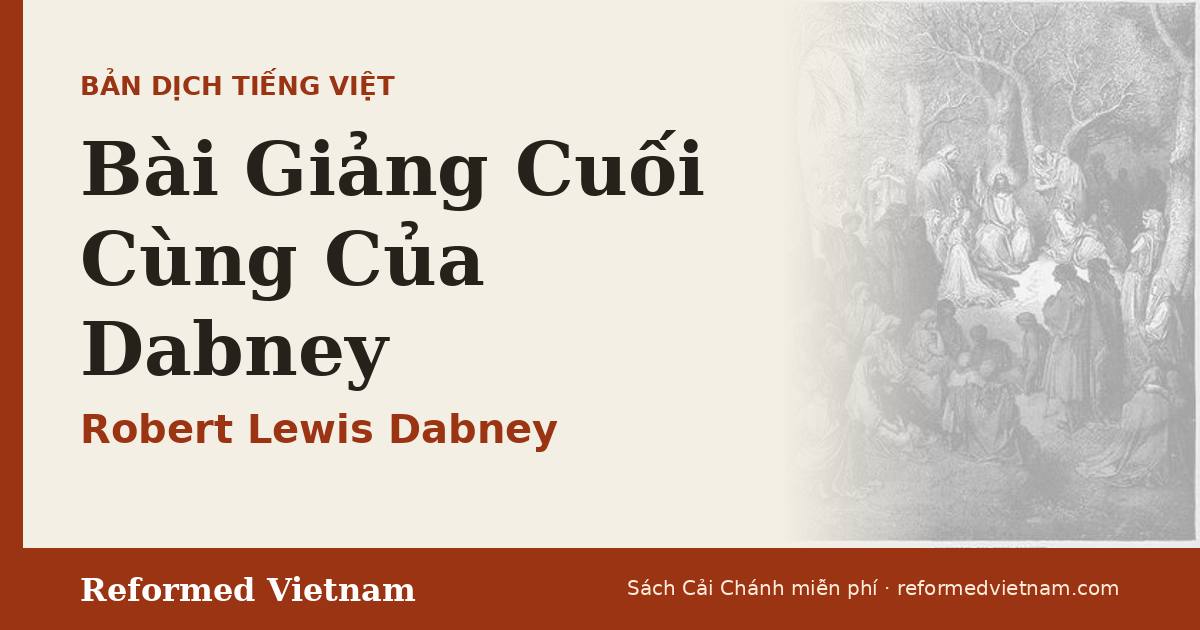 BẢN DỊCH TIẾNG VIỆT
Bài Giảng Cuối
Cùng Của
Dabney
Robert Lewis Dabney
Reformed Vietnam
Sách Cải Chánh miễn phí · reformedvietnam.com